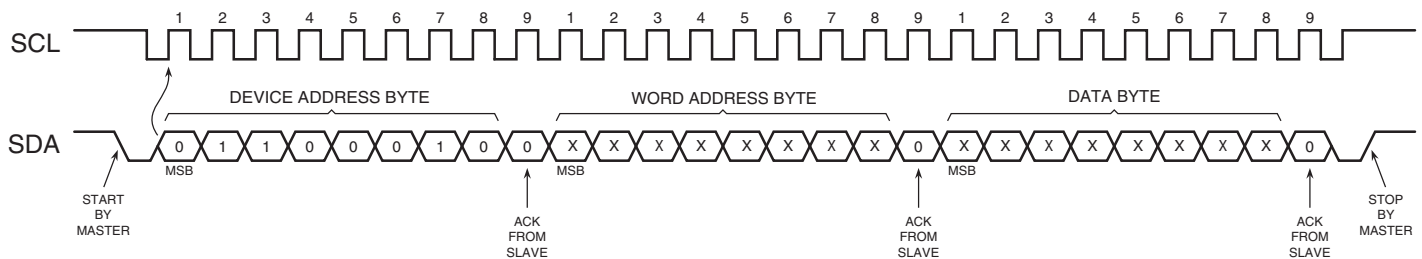 1 2 3 4 5 6 7 8 9 1 2 3 4 5 6 7 8 9 1 2 3 4 5 6 7 8 9
SCL
DEVICE ADDRESS BYTE WORD ADDRESS BYTE DATA BYTE
SDA 0 1 1 0 0 0 1 0 0 X X X X X X X X 0 X X X X X X X X 0
MSB MSB MSB
START
BY
MASTER
ACK
FROM
SLAVE
ACK
FROM
SLAVE
ACK
FROM
SLAVE
STOP
BY
MASTER